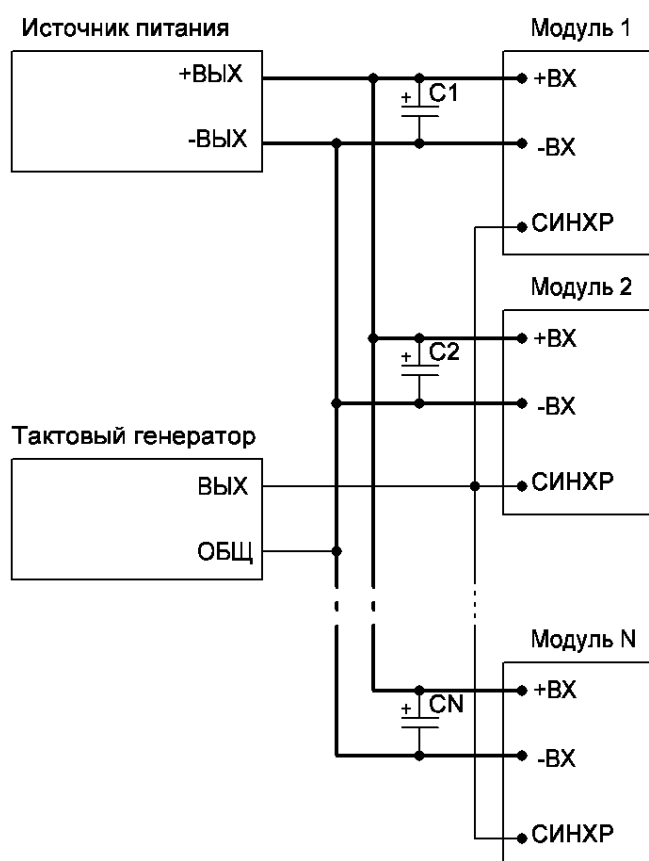 Источник питания
+ВЫХ
-ВЫХ
Модуль 1
+ВХ
+ C1
-ВХ
СИНХР
Модуль 2
+ВХ
+ C2
-ВХ
СИНХР
Тактовый генератор
ВЫХ
ОБЩ
Модуль N
+ВХ
+ CN
-ВХ
СИНХР